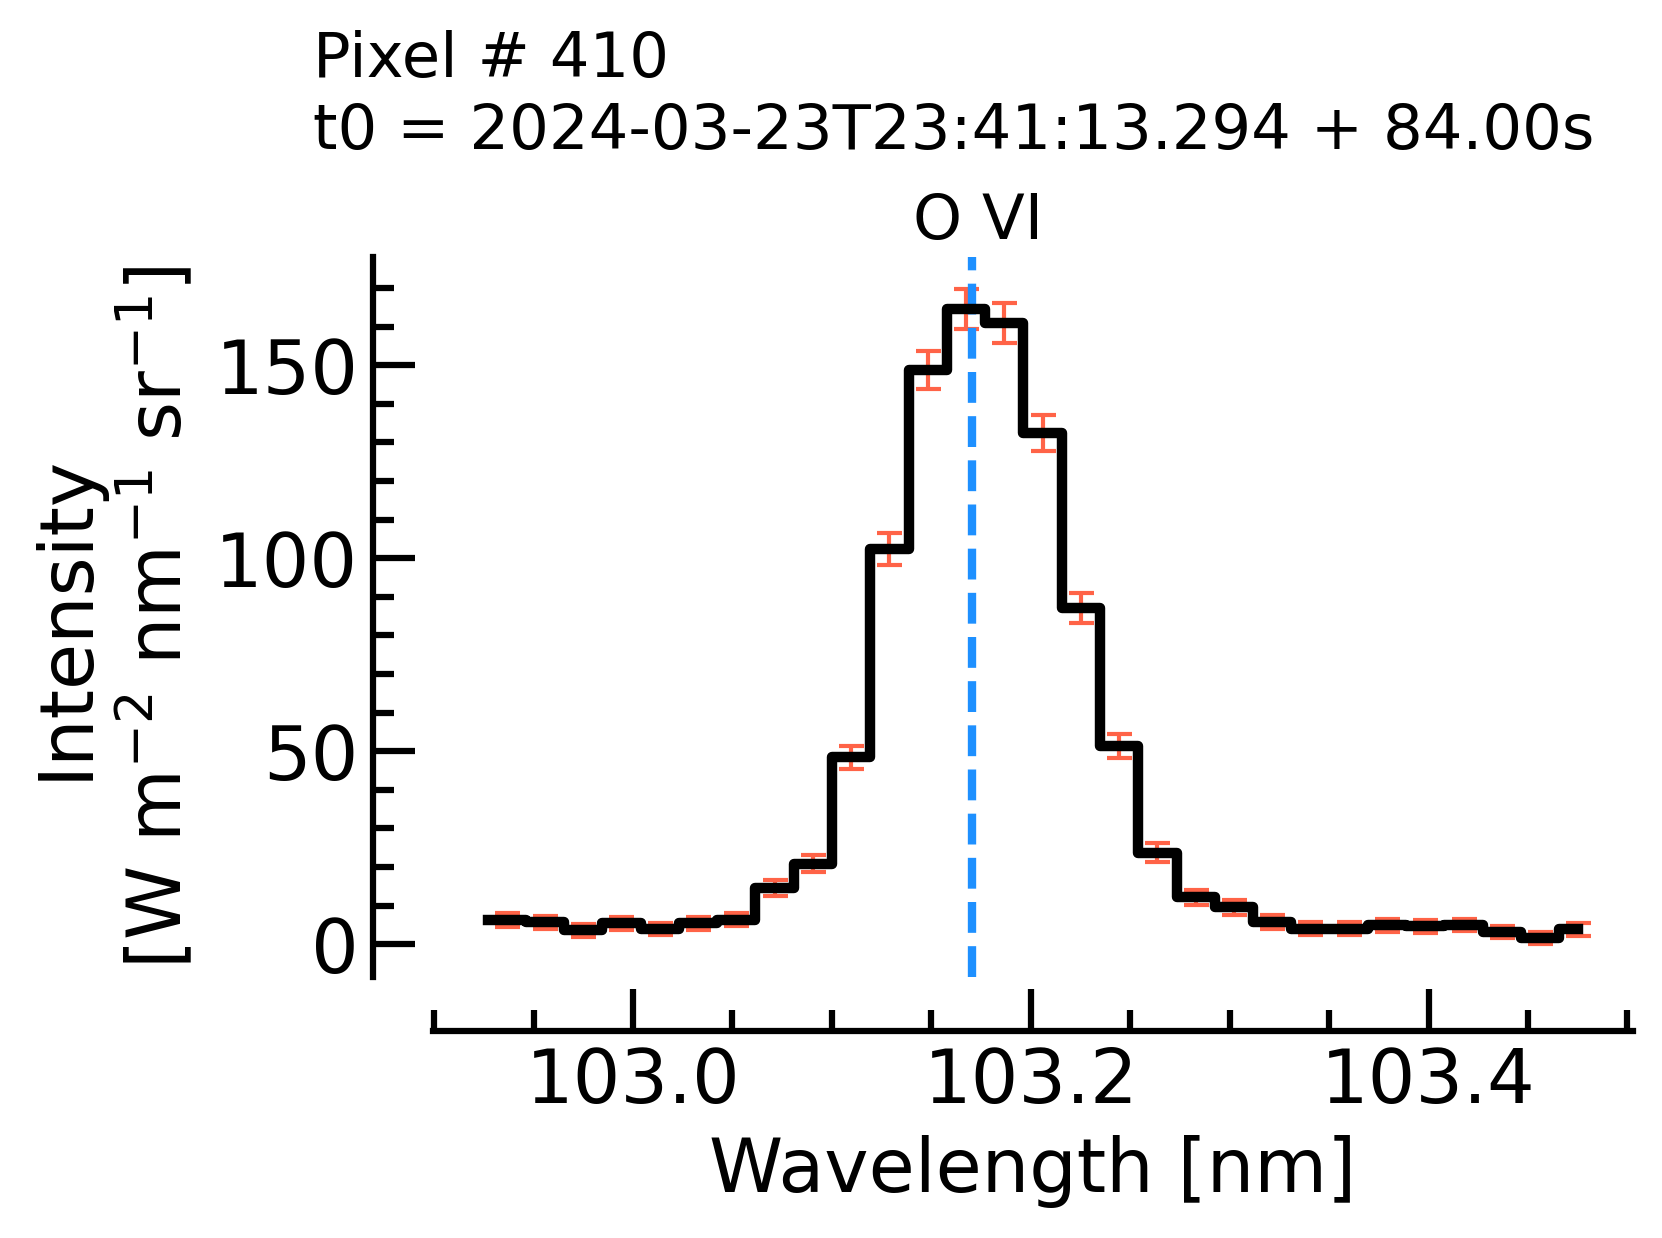 Pixel # 410
t0 = 2024-03-23T23:41:13.294 + 84.00s
O VI
Intensity
[W m⁻² nm⁻¹ sr⁻¹]
150
100
50
0
103.0 103.2 103.4
Wavelength [nm]